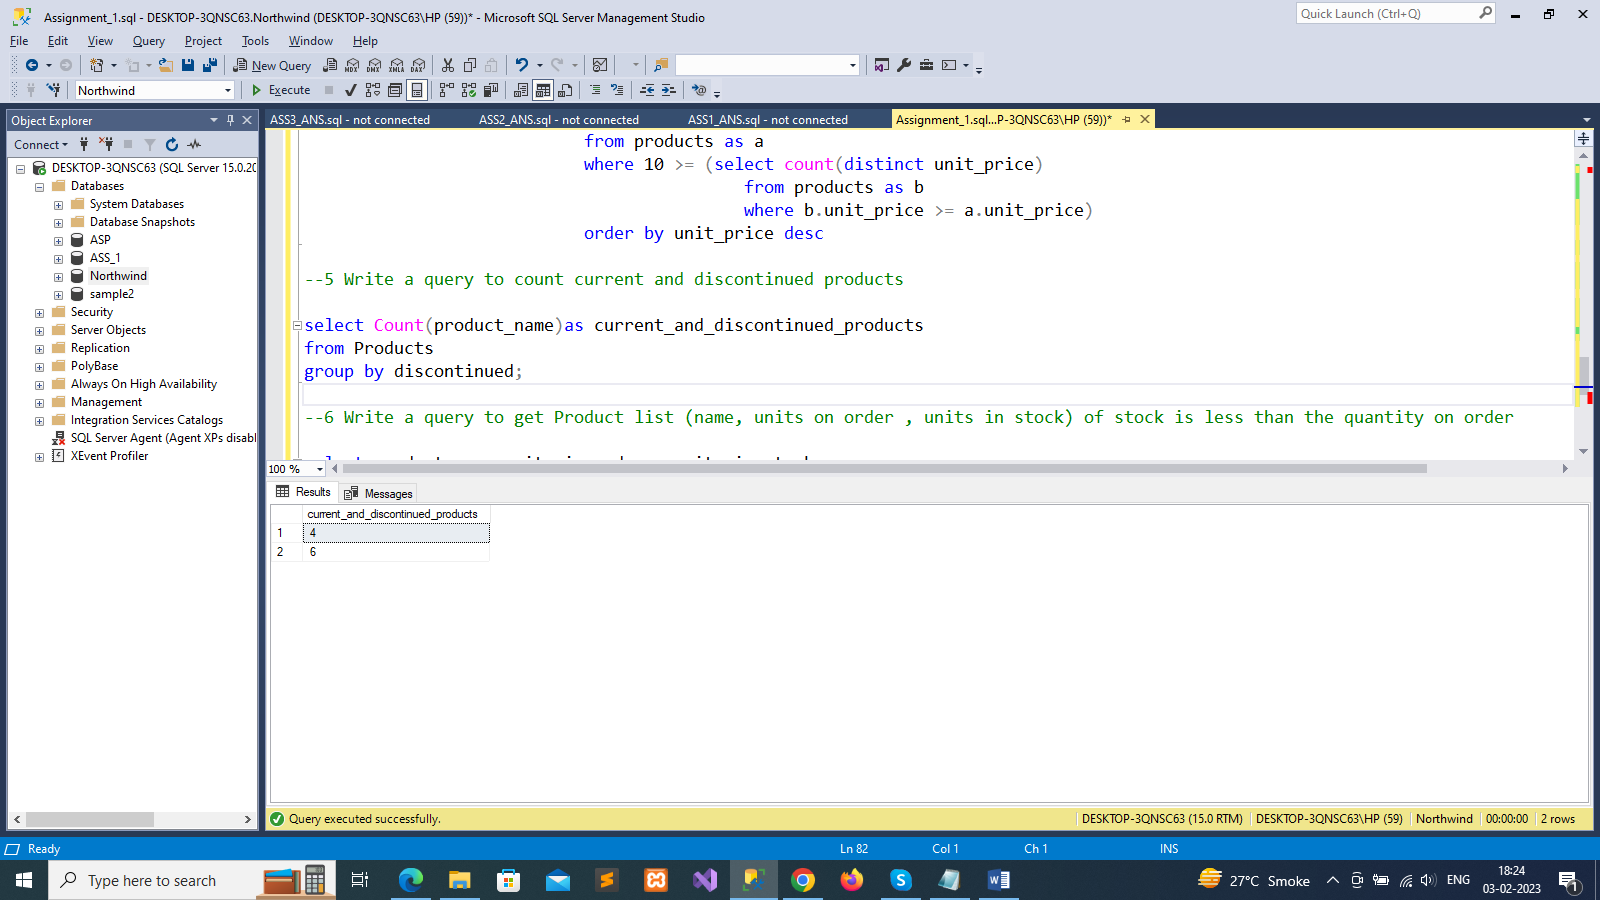 Assignment_1.sql - DESKTOP-3QNSC63.Northwind (DESKTOP-3QNSC63\HP (59))* - Microsoft SQL Server Management Studio
Quick Launch (Ctrl+Q)
File Edit View Query Project Tools Window Help
New Query
MDX DMX XMLA DAX
Northwind
Execute
Object Explorer
ASS3_ANS.sql - not connected
ASS2_ANS.sql - not connected
ASS1_ANS.sql - not connected
Assignment_1.sql...P-3QNSC63\HP (59))*
Connect
DESKTOP-3QNSC63 (SQL Server 15.0.20
Databases
System Databases
Database Snapshots
ASP
ASS_1
Northwind
sample2
Security
Server Objects
Replication
PolyBase
Always On High Availability
Management
Integration Services Catalogs
SQL Server Agent (Agent XPs disabl
XEvent Profiler
from products as a
where 10 >= (select count(distinct unit_price)
from products as b
where b.unit_price >= a.unit_price)
order by unit_price desc
--5 Write a query to count current and discontinued products
select Count(product_name)as current_and_discontinued_products
from Products
group by discontinued;
--6 Write a query to get Product list (name, units on order , units in stock) of stock is less than the quantity on order
100 %
Results
Messages
current_and_discontinued_products
1 4
2 6
Query executed successfully.
DESKTOP-3QNSC63 (15.0 RTM)
DESKTOP-3QNSC63\HP (59)
Northwind
00:00:00
2 rows
Ready
Ln 82
Col 1
Ch 1
INS
Type here to search
27°C Smoke
ENG
18:24
03-02-2023
1